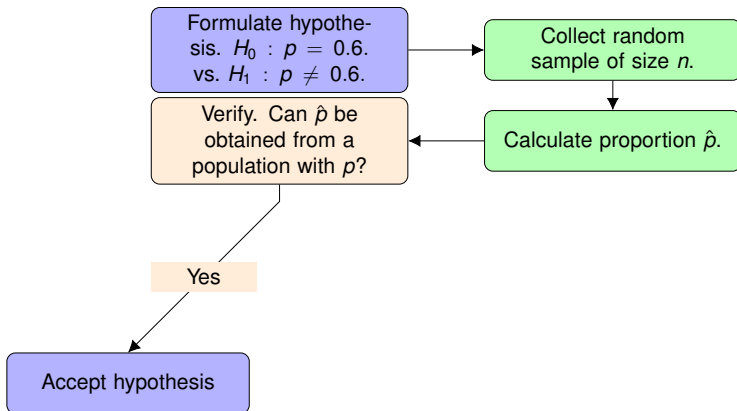 Formulate hypothe-
sis. H₀ : p = 0.6.
vs. H₁ : p ≠ 0.6.
Collect random
sample of size n.
Verify. Can p̂ be
obtained from a
population with p?
Calculate proportion p̂.
Yes
Accept hypothesis